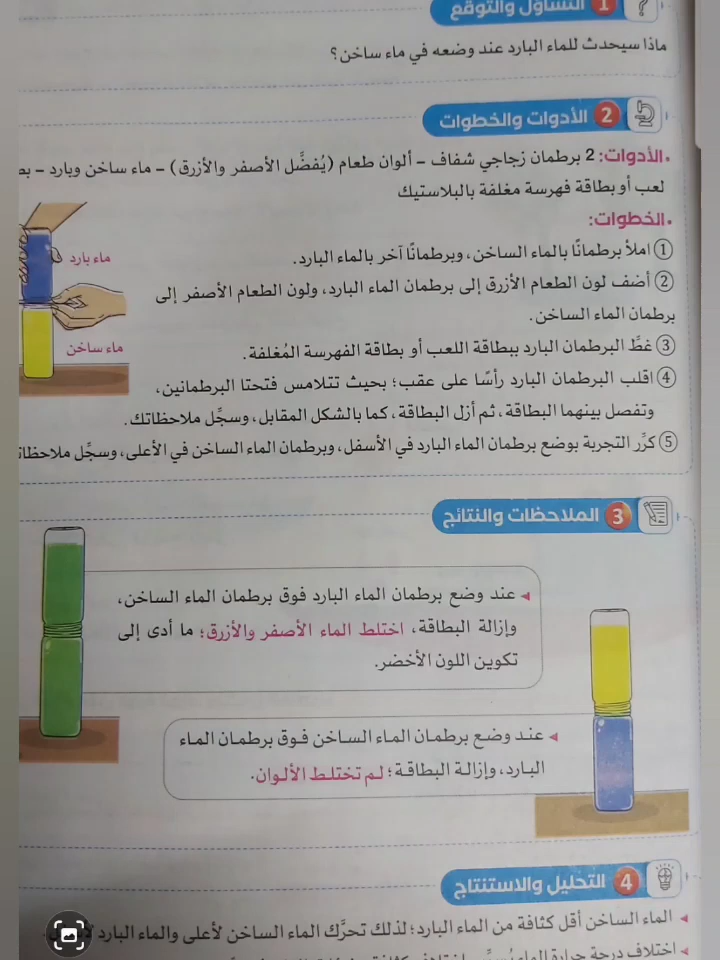 1 التساؤل والتوقع
ماذا سيحدث للماء البارد عند وضعه في ماء ساخن؟
2 الأدوات والخطوات
• الأدوات: 2 برطمان زجاجي شفاف – ألوان طعام (يُفضَّل الأصفر والأزرق) – ماء ساخن وبارد –
لعب أو بطاقة فهرسة مغلفة بالبلاستيك
• الخطوات:
① املأ برطمانًا بالماء الساخن، وبرطمانًا آخر بالماء البارد.
② أضف لون الطعام الأزرق إلى برطمان الماء البارد، ولون الطعام الأصفر إلى
برطمان الماء الساخن.
③ غطِّ البرطمان البارد ببطاقة اللعب أو بطاقة الفهرسة المُغلفة.
④ اقلب البرطمان البارد رأسًا على عقب؛ بحيث تتلامس فتحتا البرطمانين،
وتفصل بينهما البطاقة، ثم أزل البطاقة، كما بالشكل المقابل، وسجِّل ملاحظاتك.
⑤ كرِّر التجربة بوضع برطمان الماء البارد في الأسفل، وبرطمان الماء الساخن في الأعلى، وسجِّل
ماء بارد
ماء ساخن
3 الملاحظات والنتائج
عند وضع برطمان الماء البارد فوق برطمان الماء الساخن،
وإزالة البطاقة، اختلط الماء الأصفر والأزرق؛ ما أدى إلى
تكوين اللون الأخضر.
عند وضع برطمان الماء الساخن فوق برطمان الماء
البارد، وإزالة البطاقة؛ لم تختلط الألوان.
4 التحليل والاستنتاج
الماء الساخن أقل كثافة من الماء البارد؛ لذلك تحرَّك الماء الساخن لأعلى والماء البارد
اختلاف درجة حرارة الماء